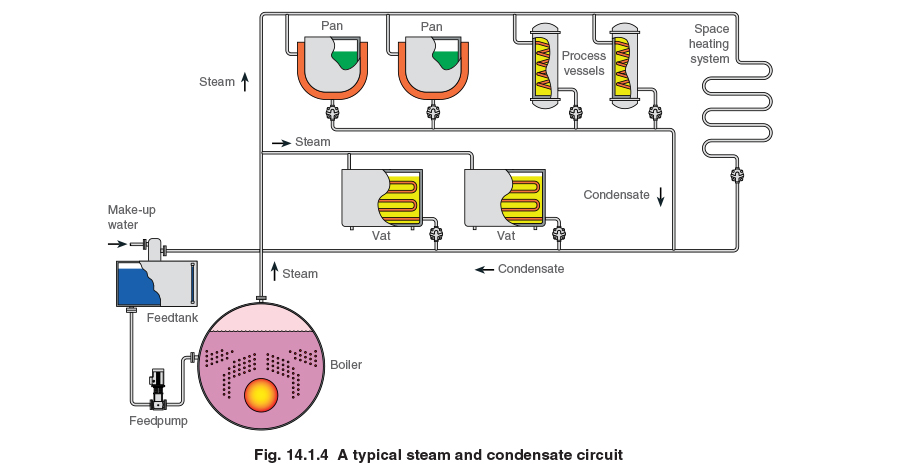 Pan
Pan
Space
heating
system
Process
vessels
Steam
Steam
Condensate
Make-up
water
Vat
Vat
Steam
Condensate
Feedtank
Boiler
Feedpump
Fig. 14.1.4 A typical steam and condensate circuit